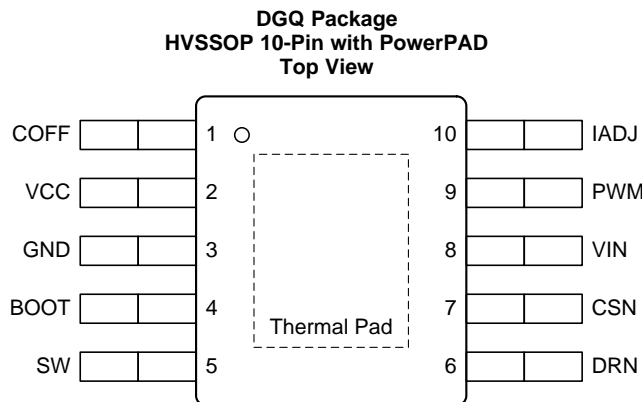 DGQ Package
HVSSOP 10-Pin with PowerPAD
Top View
COFF 1 10 IADJ
VCC 2 9 PWM
GND 3 8 VIN
BOOT 4 7 CSN
Thermal Pad
SW 5 6 DRN